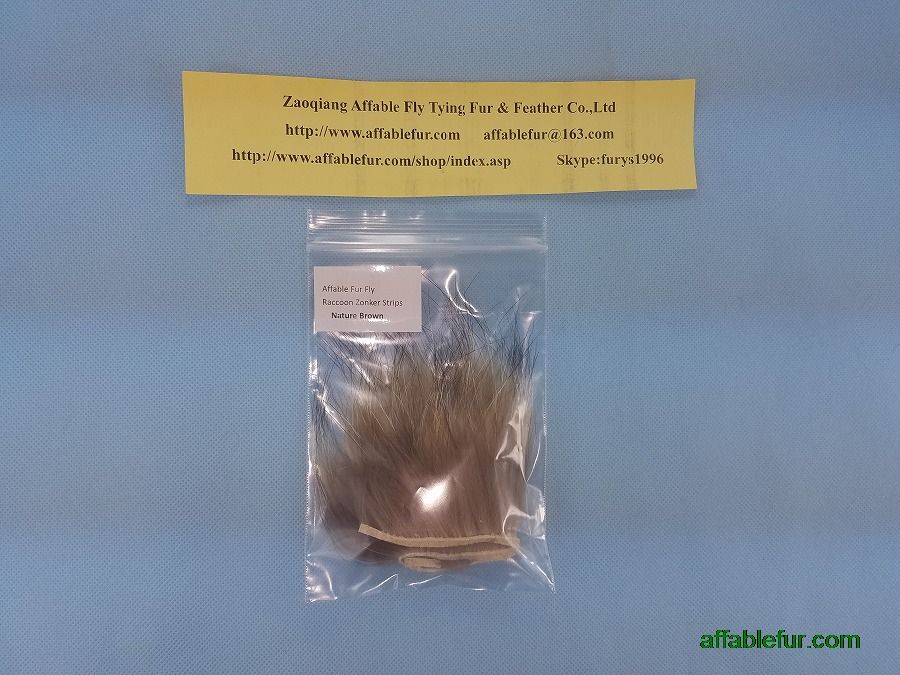 Zaoqiang Affable Fly Tying Fur & Feather Co.,Ltd
http://www.affablefur.com affablefur@163.com
http://www.affablefur.com/shop/index.asp Skype:furys1996
Affable Fur Fly
Raccoon Zonker Strips
Nature Brown
affablefur.com